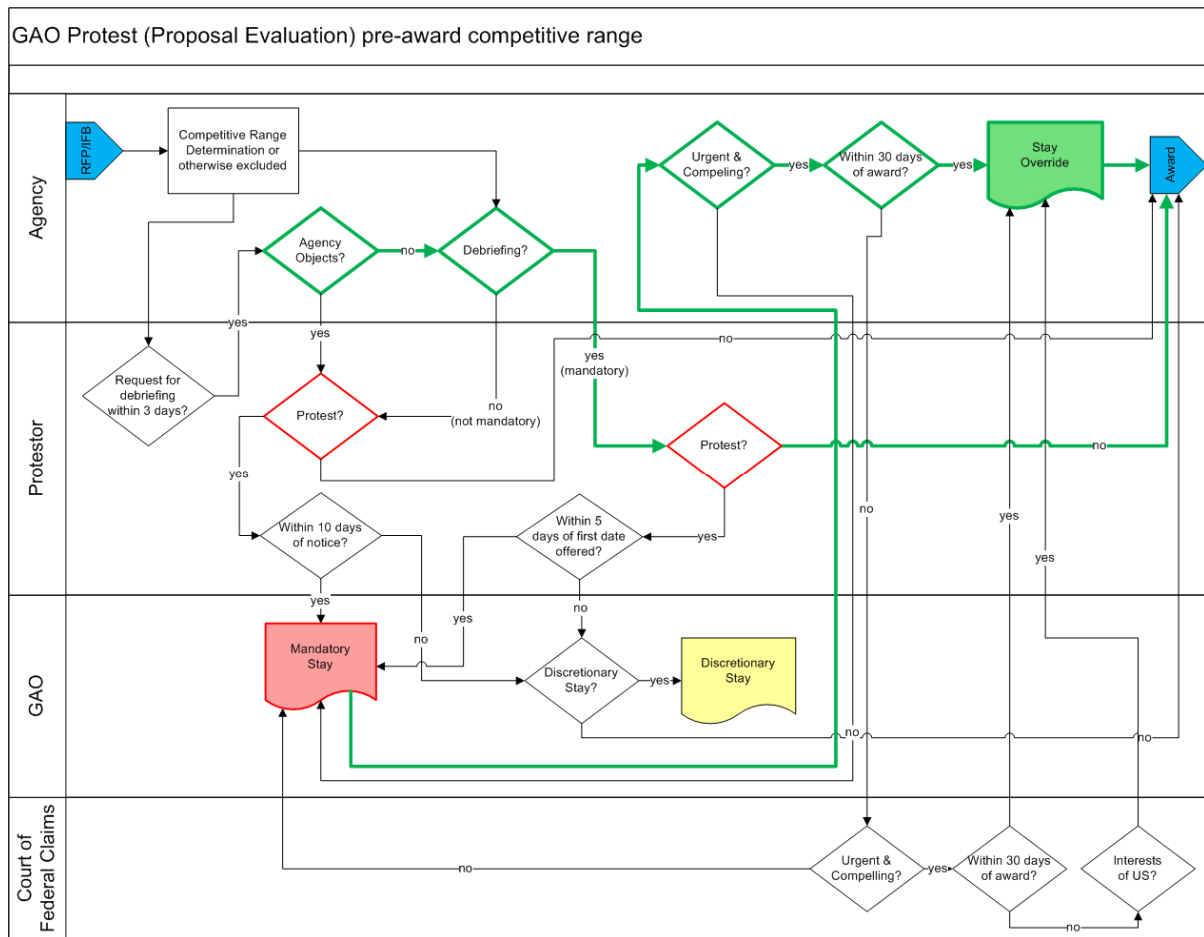 GAO Protest (Proposal Evaluation) pre-award competitive range
Agency
RFP/IFB
Competitive Range
Determination or
otherwise excluded
Urgent &
Compeling?
yes
Within 30 days
of award?
yes
Stay
Override
Award
Agency
Objects?
no
Debriefing?
yes
yes
no
(not mandatory)
yes
(mandatory)
no
Protestor
Request for
debriefing
within 3 days?
Protest?
Protest?
no
yes
Within 10 days
of notice?
Within 5
days of first date
offered?
yes
no
yes
yes
GAO
yes
no
yes
no
Mandatory
Stay
Discretionary
Stay?
yes
Discretionary
Stay
no
no
Court of
Federal Claims
no
Urgent &
Compelling?
yes
Within 30 days
of award?
Interests
of US?
no